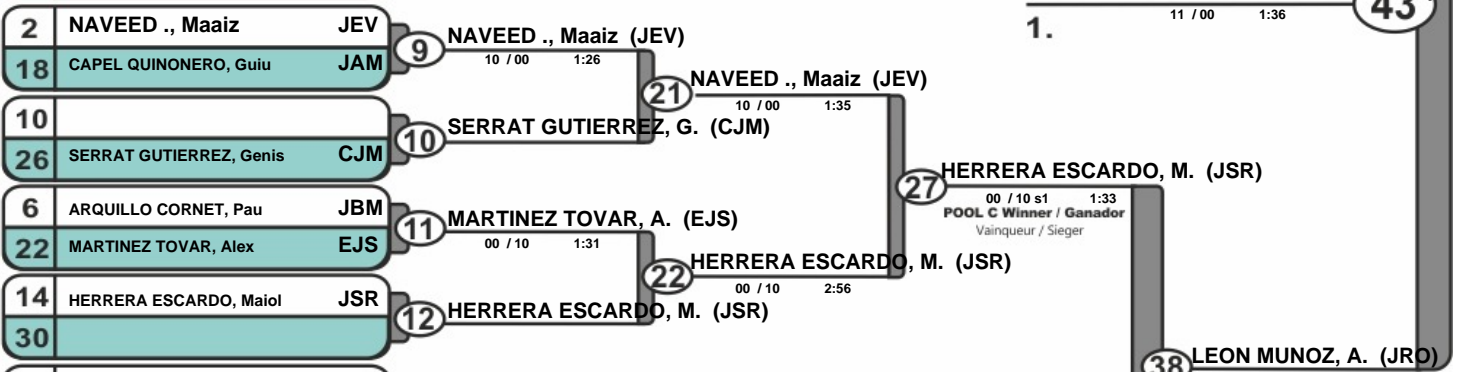 2 NAVEED ., Maaiz JEV
18 CAPEL QUINONERO, Guiu JAM
10
26 SERRAT GUTIERREZ, Genis CJM
6 ARQUILLO CORNET, Pau JBM
22 MARTINEZ TOVAR, Alex EJS
14 HERRERA ESCARDO, Maiol JSR
30
9 NAVEED ., Maaiz (JEV)
10 / 00 1:26
10 SERRAT GUTIERREZ, G. (CJM)
11 MARTINEZ TOVAR, A. (EJS)
00 / 10 1:31
12 HERRERA ESCARDO, M. (JSR)
21 NAVEED ., Maaiz (JEV)
10 / 00 1:35
22 HERRERA ESCARDO, M. (JSR)
00 / 10 2:56
27 HERRERA ESCARDO, M. (JSR)
00 / 10 s1 1:33
POOL C Winner / Ganador
Vainqueur / Sieger
11 / 00 1:36
1.
43
38 LEON MUNOZ, A. (JRO)